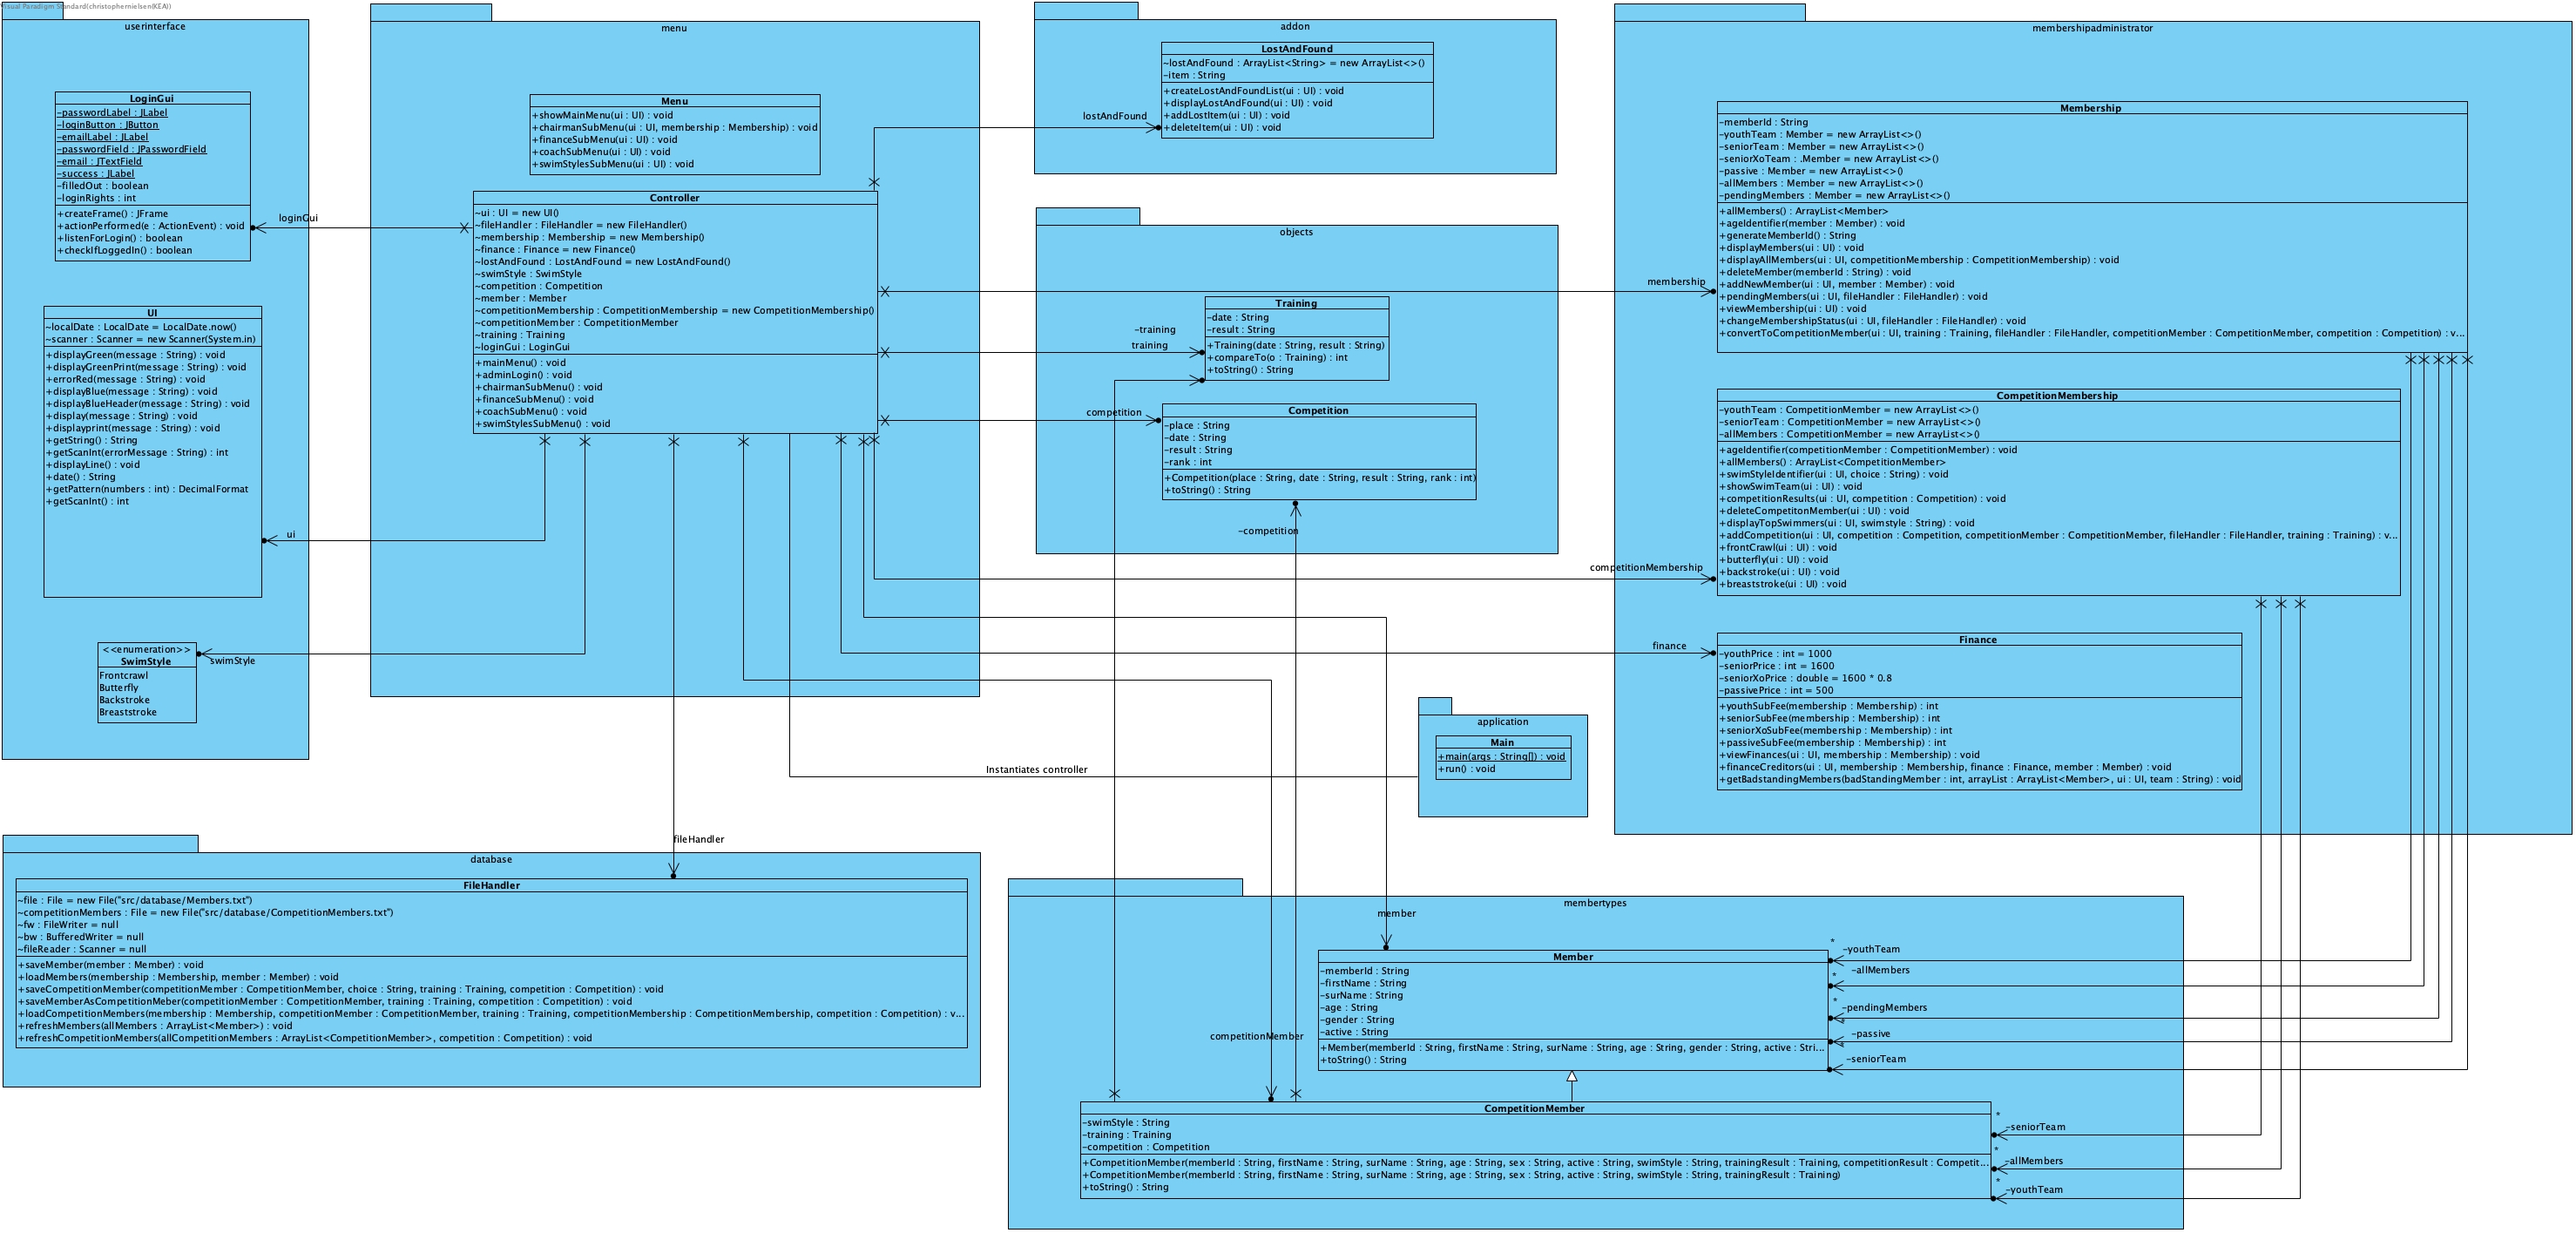 Visual Paradigm Standard(christophernielsen(KEA))
userinterface
LoginGui
-passwordLabel : JLabel
-loginButton : JButton
-emailLabel : JLabel
-passwordField : JPasswordField
-email : JTextField
-success : JLabel
-filledOut : boolean
-loginRights : int
+createFrame() : JFrame
+actionPerformed(e : ActionEvent) : void
+listenForLogin() : boolean
+checkIfLoggedIn() : boolean
loginGui
UI
~localDate : LocalDate = LocalDate.now()
~scanner : Scanner = new Scanner(System.in)
+displayGreen(message : String) : void
+displayGreenPrint(message : String) : void
+errorRed(message : String) : void
+displayBlue(message : String) : void
+displayBlueHeader(message : String) : void
+display(message : String) : void
+displayprint(message : String) : void
+getString() : String
+getScanInt(errorMessage : String) : int
+displayLine() : void
+date() : String
+getPattern(numbers : int) : DecimalFormat
+getScanInt() : int
ui
<<enumeration>>
SwimStyle
Frontcrawl
Butterfly
Backstroke
Breaststroke
swimStyle
menu
Menu
+showMainMenu(ui : UI) : void
+chairmanSubMenu(ui : UI, membership : Membership) : void
+financeSubMenu(ui : UI) : void
+coachSubMenu(ui : UI) : void
+swimStylesSubMenu(ui : UI) : void
Controller
~ui : UI = new UI()
~fileHandler : FileHandler = new FileHandler()
~membership : Membership = new Membership()
~finance : Finance = new Finance()
~lostAndFound : LostAndFound = new LostAndFound()
~swimStyle : SwimStyle
~competition : Competition
~member : Member
~competitionMembership : CompetitionMembership = new CompetitionMembership()
~competitionMember : CompetitionMember
~training : Training
~loginGui : LoginGui
+mainMenu() : void
+adminLogin() : void
+chairmanSubMenu() : void
+financeSubMenu() : void
+coachSubMenu() : void
+swimStylesSubMenu() : void
addon
LostAndFound
~lostAndFound : ArrayList<String> = new ArrayList<>()
-item : String
+createLostAndFoundList(ui : UI) : void
+displayLostAndFound(ui : UI) : void
+addLostItem(ui : UI) : void
+deleteItem(ui : UI) : void
lostAndFound
objects
Training
-date : String
-result : String
+Training(date : String, result : String)
+compareTo(o : Training) : int
+toString() : String
-training
training
Competition
-place : String
-date : String
-result : String
-rank : int
+Competition(place : String, date : String, result : String, rank : int)
+toString() : String
competition
-competition
membershipadministrator
Membership
-memberId : String
-youthTeam : Member = new ArrayList<>()
-seniorTeam : Member = new ArrayList<>()
-seniorXoTeam : .Member = new ArrayList<>()
-passive : Member = new ArrayList<>()
-allMembers : Member = new ArrayList<>()
-pendingMembers : Member = new ArrayList<>()
+allMembers() : ArrayList<Member>
+ageIdentifier(member : Member) : void
+generateMemberId() : String
+displayMembers(ui : UI) : void
+displayAllMembers(ui : UI, competitionMembership : CompetitionMembership) : void
+deleteMember(memberId : String) : void
+addNewMember(ui : UI, member : Member) : void
+pendingMembers(ui : UI, fileHandler : FileHandler) : void
+viewMembership(ui : UI) : void
+changeMembershipStatus(ui : UI, fileHandler : FileHandler) : void
+convertToCompetitionMember(ui : UI, training : Training, fileHandler : FileHandler, competitionMember : CompetitionMember, competition : Competition) : v...
membership
CompetitionMembership
-youthTeam : CompetitionMember = new ArrayList<>()
-seniorTeam : CompetitionMember = new ArrayList<>()
-allMembers : CompetitionMember = new ArrayList<>()
+ageIdentifier(competitionMember : CompetitionMember) : void
+allMembers() : ArrayList<CompetitionMember>
+swimStyleIdentifier(ui : UI, choice : String) : void
+showSwimTeam(ui : UI) : void
+competitionResults(ui : UI, competition : Competition) : void
+deleteCompetitonMember(ui : UI) : void
+displayTopSwimmers(ui : UI, swimstyle : String) : void
+addCompetition(ui : UI, competition : Competition, competitionMember : CompetitionMember, fileHandler : FileHandler, training : Training) : v...
+frontCrawl(ui : UI) : void
+butterfly(ui : UI) : void
+backstroke(ui : UI) : void
+breaststroke(ui : UI) : void
competitionMembership
Finance
-youthPrice : int = 1000
-seniorPrice : int = 1600
-seniorXoPrice : double = 1600 * 0.8
-passivePrice : int = 500
+youthSubFee(membership : Membership) : int
+seniorSubFee(membership : Membership) : int
+seniorXoSubFee(membership : Membership) : int
+passiveSubFee(membership : Membership) : int
+viewFinances(ui : UI, membership : Membership) : void
+financeCreditors(ui : UI, membership : Membership, finance : Finance, member : Member) : void
+getBadstandingMembers(badStandingMember : int, arrayList : ArrayList<Member>, ui : UI, team : String) : void
finance
application
Main
+main(args : String[]) : void
+run() : void
Instantiates controller
database
fileHandler
FileHandler
~file : File = new File("src/database/Members.txt")
~competitionMembers : File = new File("src/database/CompetitionMembers.txt")
~fw : FileWriter = null
~bw : BufferedWriter = null
~fileReader : Scanner = null
+saveMember(member : Member) : void
+loadMembers(membership : Membership, member : Member) : void
+saveCompetitionMember(competitionMember : CompetitionMember, choice : String, training : Training, competition : Competition) : void
+saveMemberAsCompetitionMeber(competitionMember : CompetitionMember, training : Training, competition : Competition) : void
+loadCompetitionMembers(membership : Membership, competitionMember : CompetitionMember, training : Training, competitionMembership : CompetitionMembership, competition : Competition) : v...
+refreshMembers(allMembers : ArrayList<Member>) : void
+refreshCompetitionMembers(allCompetitionMembers : ArrayList<CompetitionMember>, competition : Competition) : void
membertypes
member
Member
-memberId : String
-firstName : String
-surName : String
-age : String
-gender : String
-active : String
+Member(memberId : String, firstName : String, surName : String, age : String, gender : String, active : Stri...
+toString() : String
*
-youthTeam
-allMembers
*
*
-pendingMembers
*
-passive
*
-seniorTeam
competitionMember
CompetitionMember
-swimStyle : String
-training : Training
-competition : Competition
+CompetitionMember(memberId : String, firstName : String, surName : String, age : String, sex : String, active : String, swimStyle : String, trainingResult : Training, competitionResult : Competit...
+CompetitionMember(memberId : String, firstName : String, surName : String, age : String, sex : String, active : String, swimStyle : String, trainingResult : Training)
+toString() : String
*
-seniorTeam
*
-allMembers
*
-youthTeam